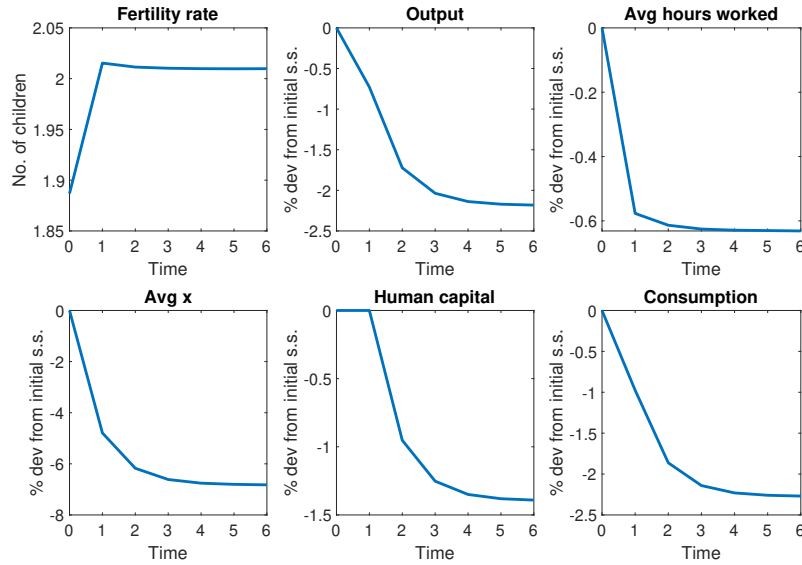 Fertility rate
No. of children
2.05
2
1.95
1.9
1.85
0 1 2 3 4 5 6
Time
Output
% dev from initial s.s.
0
-0.5
-1
-1.5
-2
-2.5
0 1 2 3 4 5 6
Time
Avg hours worked
% dev from initial s.s.
0
-0.2
-0.4
-0.6
0 1 2 3 4 5 6
Time
Avg x
% dev from initial s.s.
0
-2
-4
-6
-8
0 1 2 3 4 5 6
Time
Human capital
% dev from initial s.s.
0
-0.5
-1
-1.5
0 1 2 3 4 5 6
Time
Consumption
% dev from initial s.s.
0
-0.5
-1
-1.5
-2
-2.5
0 1 2 3 4 5 6
Time